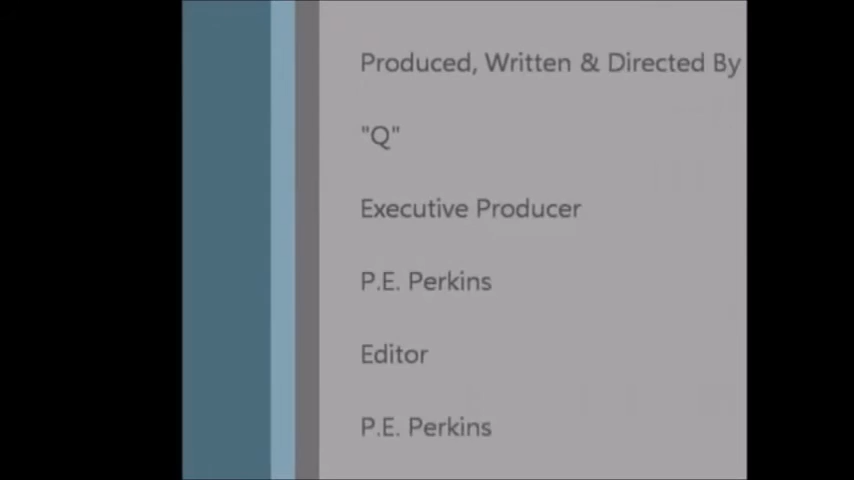 Produced, Written & Directed By
"Q"
Executive Producer
P.E. Perkins
Editor
P.E. Perkins